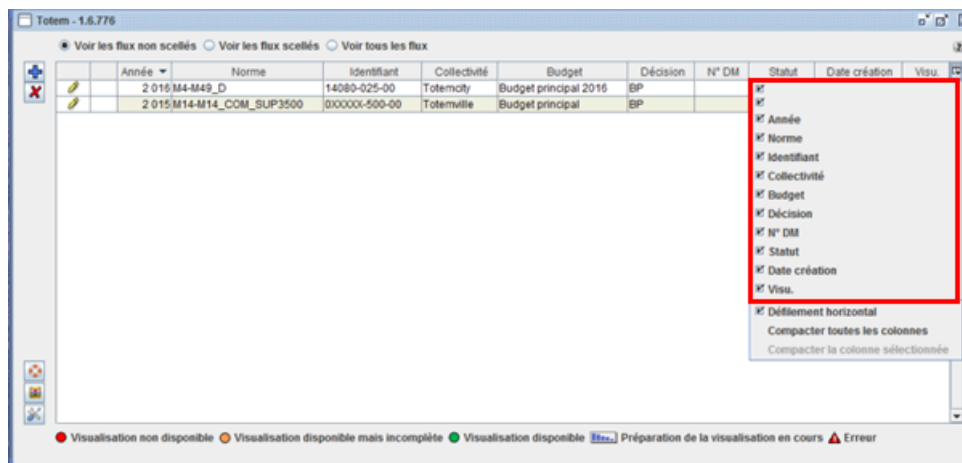 Totem - 1.6.776
Voir les flux non scellés Voir les flux scellés Voir tous les flux
Année Norme Identifiant Collectivité Budget Décision N° DM Statut Date création Visu.
2 016 M4-M49_D 14080-025-00 Totemcity Budget principal 2016 BP
2 015 M14-M14_COM_SUP3500 0XXXXX-500-00 Totemville Budget principal BP
Année
Norme
Identifiant
Collectivité
Budget
Décision
N° DM
Statut
Date création
Visu.
Défilement horizontal
Compacter toutes les colonnes
Compacter la colonne sélectionnée
Visualisation non disponible Visualisation disponible mais incomplète Visualisation disponible Préparation de la visualisation en cours Erreur